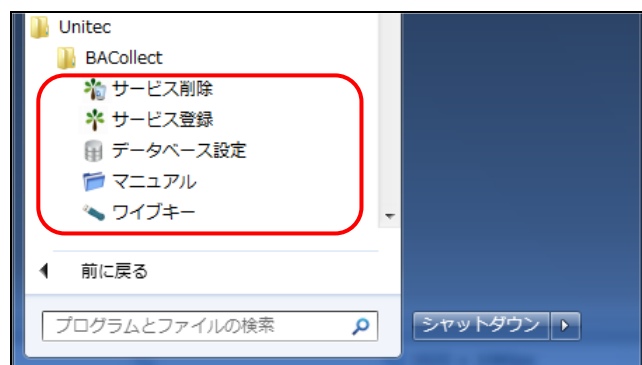 Unitec
BACollect
サービス削除
サービス登録
データベース設定
マニュアル
ワイプキー
前に戻る
プログラムとファイルの検索
シャットダウン